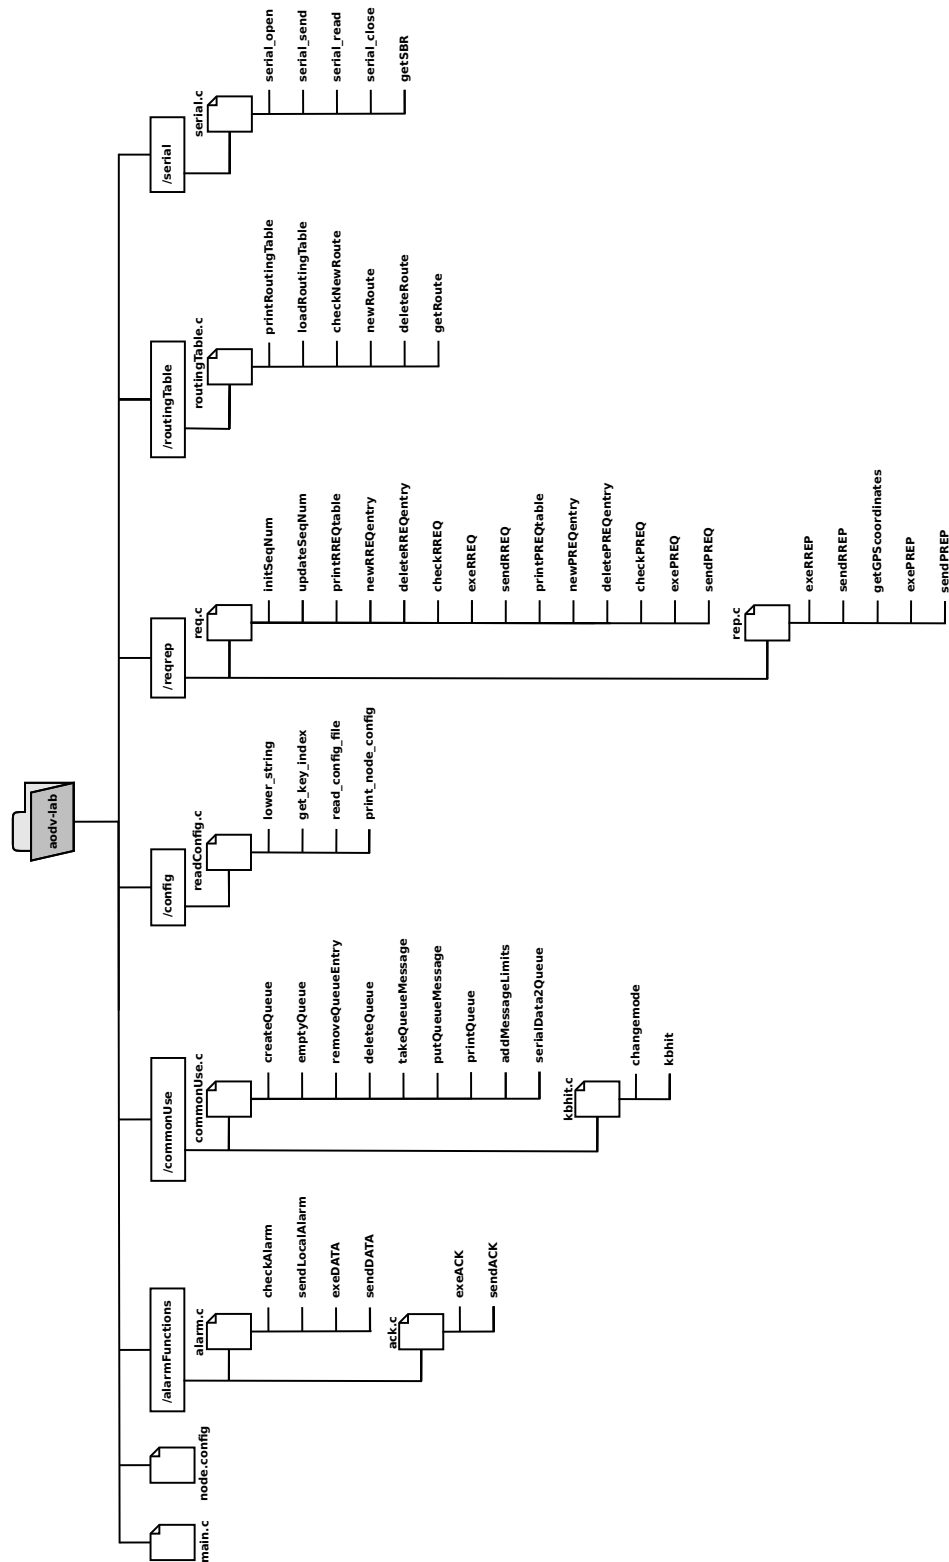 aodv-lab
main.c
node.config
/alarmFunctions
alarm.c
checkAlarm
sendLocalAlarm
exeDATA
sendDATA
ack.c
exeACK
sendACK
/commonUse
commonUse.c
createQueue
emptyQueue
removeQueueEntry
deleteQueue
takeQueueMessage
putQueueMessage
printQueue
addMessageLimits
serialData2Queue
kbhit.c
changemode
kbhit
/config
readConfig.c
lower_string
get_key_index
read_config_file
print_node_config
/reqrep
req.c
initSeqNum
updateSeqNum
printRREQtable
newRREQentry
deleteRREQentry
checkRREQ
exeRREQ
sendRREQ
printPREQtable
newPREQentry
deletePREQentry
checkPREQ
exePREQ
sendPREQ
rep.c
exeRREP
sendRREP
getGPScoordinates
exePREP
sendPREP
/routingTable
routingTable.c
printRoutingTable
loadRoutingTable
checkNewRoute
newRoute
deleteRoute
getRoute
/serial
serial.c
serial_open
serial_send
serial_read
serial_close
getSBR